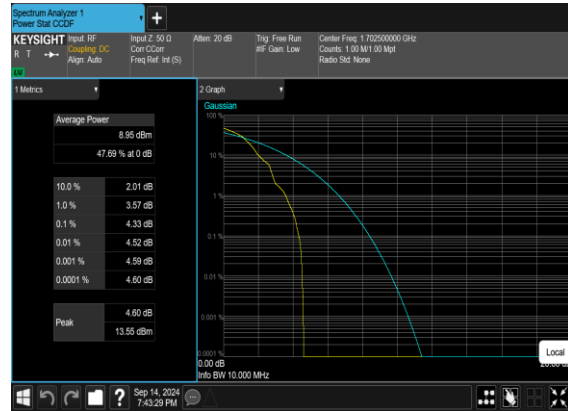 Spectrum Analyzer 1
Power Stat CCDF
+
KEYSIGHT
R T
LXI
Input: RF
Coupling: DC
Align: Auto
Input Z: 50 Ω
Corr CCorr
Freq Ref: Int (S)
Atten: 20 dB
Trig: Free Run
#IF Gain: Low
Center Freq: 1.702500000 GHz
Counts: 1.00 M/1.00 Mpt
Radio Std: None
1 Metrics
Average Power
8.95 dBm
47.69 % at 0 dB
10.0 % 2.01 dB
1.0 % 3.57 dB
0.1 % 4.33 dB
0.01 % 4.52 dB
0.001 % 4.59 dB
0.0001 % 4.60 dB
Peak
4.60 dB
13.55 dBm
2 Graph
Gaussian
100 %
10 %
1 %
0.1 %
0.01 %
0.001 %
0.0001 %
0.00 dB
Info BW 10.000 MHz
Local
?
Sep 14, 2024
7:43:29 PM